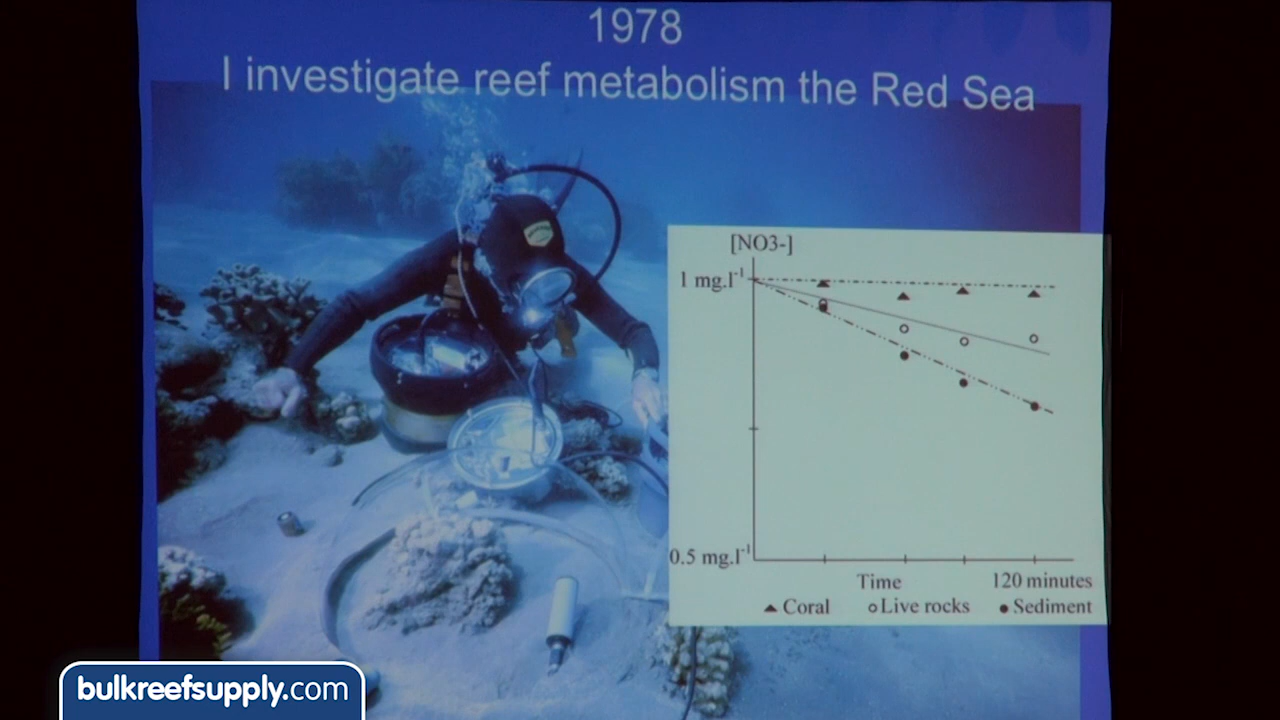 1978
I investigate reef metabolism the Red Sea
[NO3-]
1 mg.l-1
0.5 mg.l-1
Time
120 minutes
▲ Coral
○ Live rocks
● Sediment
bulkreefsupply.com